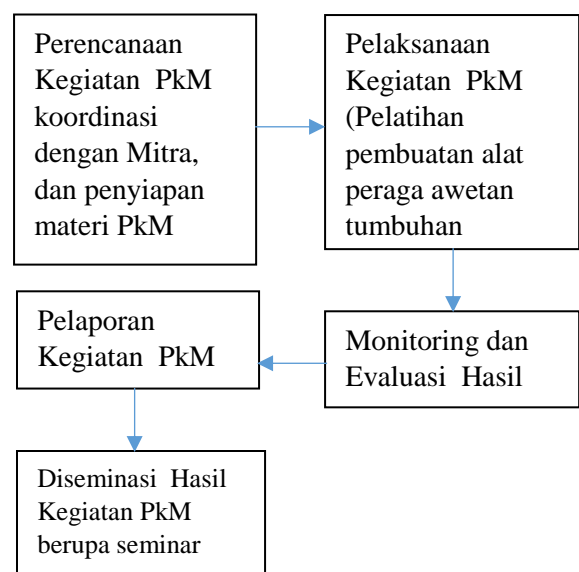 Perencanaan
Kegiatan PkM
koordinasi
dengan Mitra,
dan penyiapan
materi PkM
Pelaksanaan
Kegiatan PkM
(Pelatihan
pembuatan alat
peraga awetan
tumbuhan
Monitoring dan
Evaluasi Hasil
Pelaporan
Kegiatan PkM
Diseminasi Hasil
Kegiatan PkM
berupa seminar